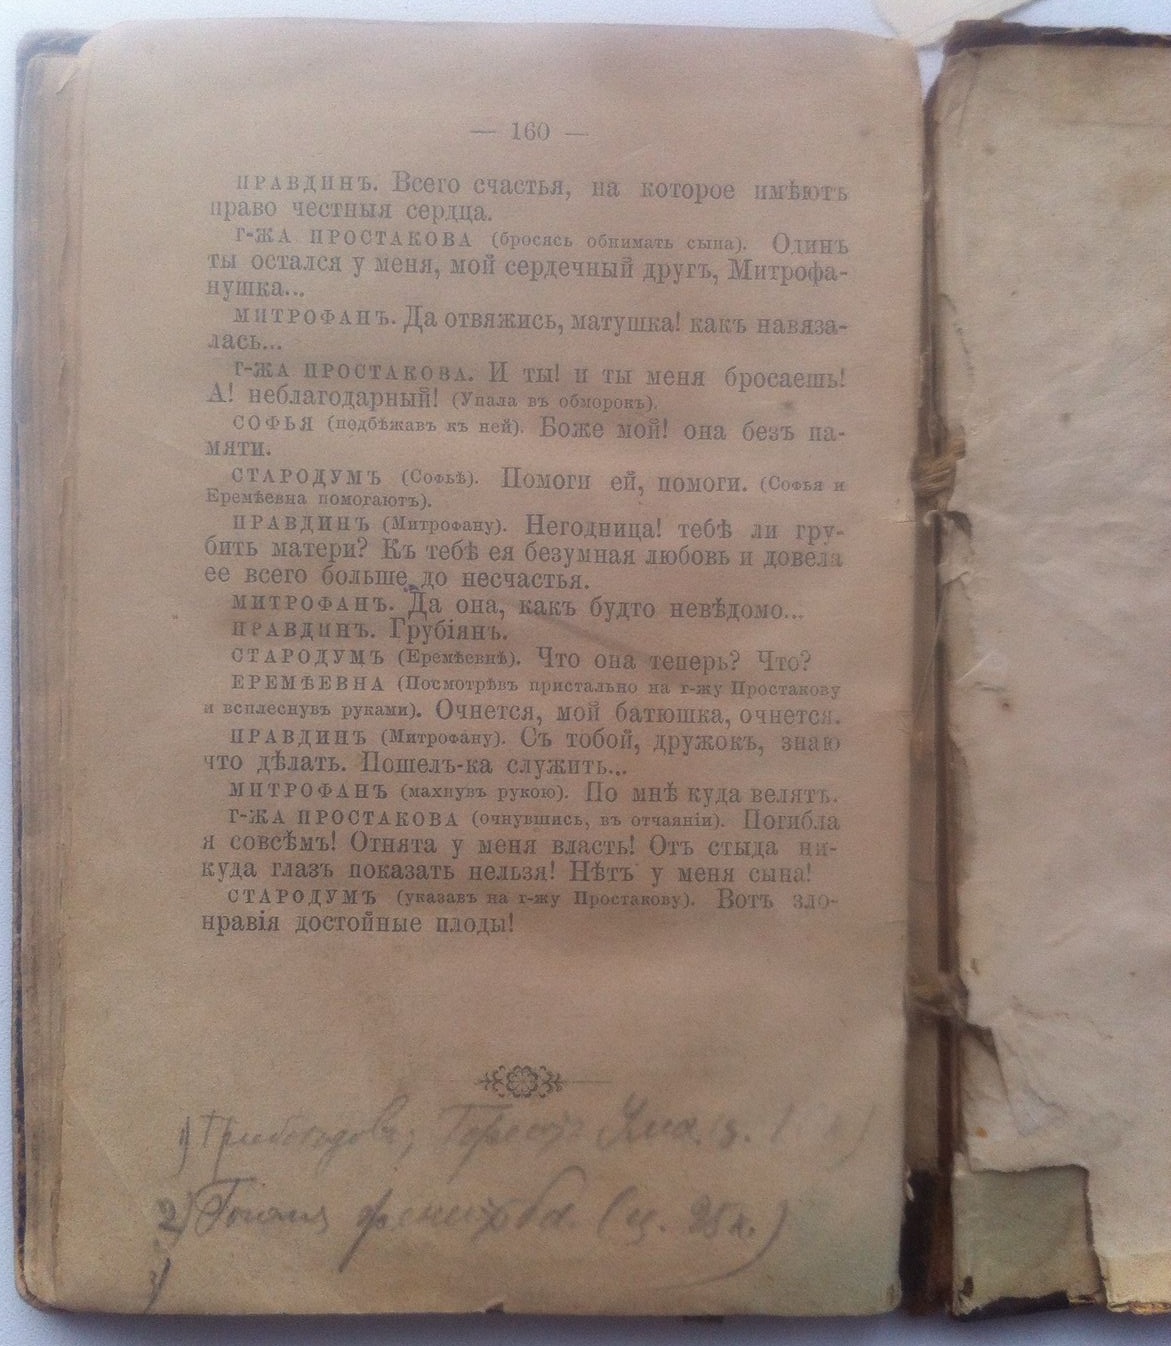 — 160 —
ПРАВДИНЪ. Всего счастья, на которое имѣютъ
право честныя сердца.
Г-ЖА ПРОСТАКОВА (бросясь обнимать сына). Одинъ
ты остался у меня, мой сердечный другъ, Митрофа-
нушка...
МИТРОФАНЪ. Да отвяжись, матушка! какъ навяза-
лась...
Г-ЖА ПРОСТАКОВА. И ты! и ты меня бросаешь!
А! неблагодарный! (Упала въ обморокъ).
СОФЬЯ (подбѣжавъ къ ней). Боже мой! она безъ па-
мяти.
СТАРОДУМЪ (Софьѣ). Помоги ей, помоги. (Софья и
Еремѣевна помогаютъ).
ПРАВДИНЪ (Митрофану). Негодница! тебѣ ли гру-
бить матери? Къ тебѣ ея безумная любовь и довела
ее всего больше до несчастья.
МИТРОФАНЪ. Да она, какъ будто невѣдомо...
ПРАВДИНЪ. Грубіянъ.
СТАРОДУМЪ (Еремѣевнѣ). Что она теперь? Что?
ЕРЕМѢЕВНА (Посмотрѣвъ пристально на г-жу Простакову
и всплеснувъ руками). Очнется, мой батюшка, очнется.
ПРАВДИНЪ (Митрофану). Съ тобой, дружокъ, знаю
что дѣлать. Пошелъ-ка служить...
МИТРОФАНЪ (махнувъ рукою). По мнѣ куда велятъ.
Г-ЖА ПРОСТАКОВА (очнувшись, въ отчаяніи). Погибла
я совсѣмъ! Отнята у меня власть! Отъ стыда ни-
куда глазъ показать нельзя! Нѣтъ у меня сына!
СТАРОДУМЪ (указавъ на г-жу Простакову). Вотъ зло-
нравія достойные плоды!
1) Грибоѣдовъ, Горе Ума
2) Гоголя женитьба (ц. 25 к.)
3)